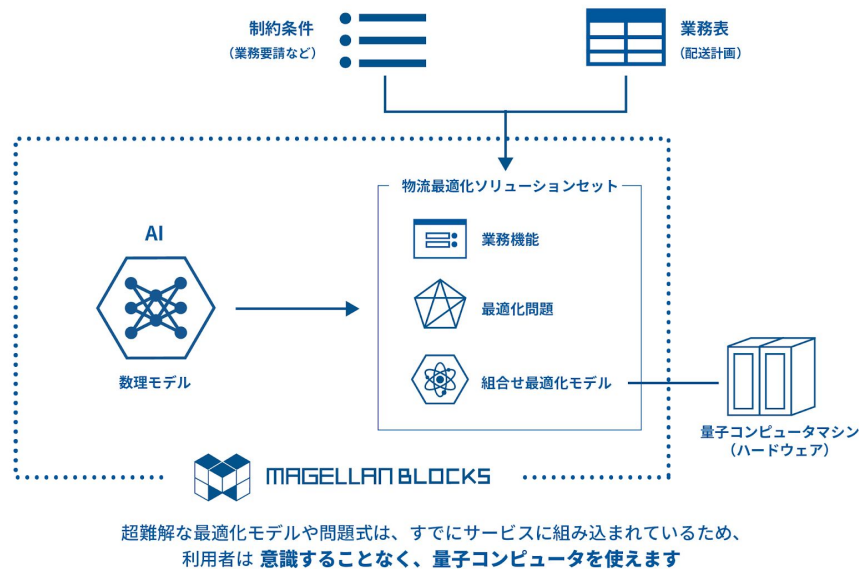 制約条件
（業務要請など）
業務表
（配送計画）
物流最適化ソリューションセット
AI
業務機能
最適化問題
数理モデル
組合せ最適化モデル
量子コンピュータマシン
（ハードウェア）
MAGELLAN BLOCKS
超難解な最適化モデルや問題式は、すでにサービスに組み込まれているため、
利用者は 意識することなく、量子コンピュータを使えます